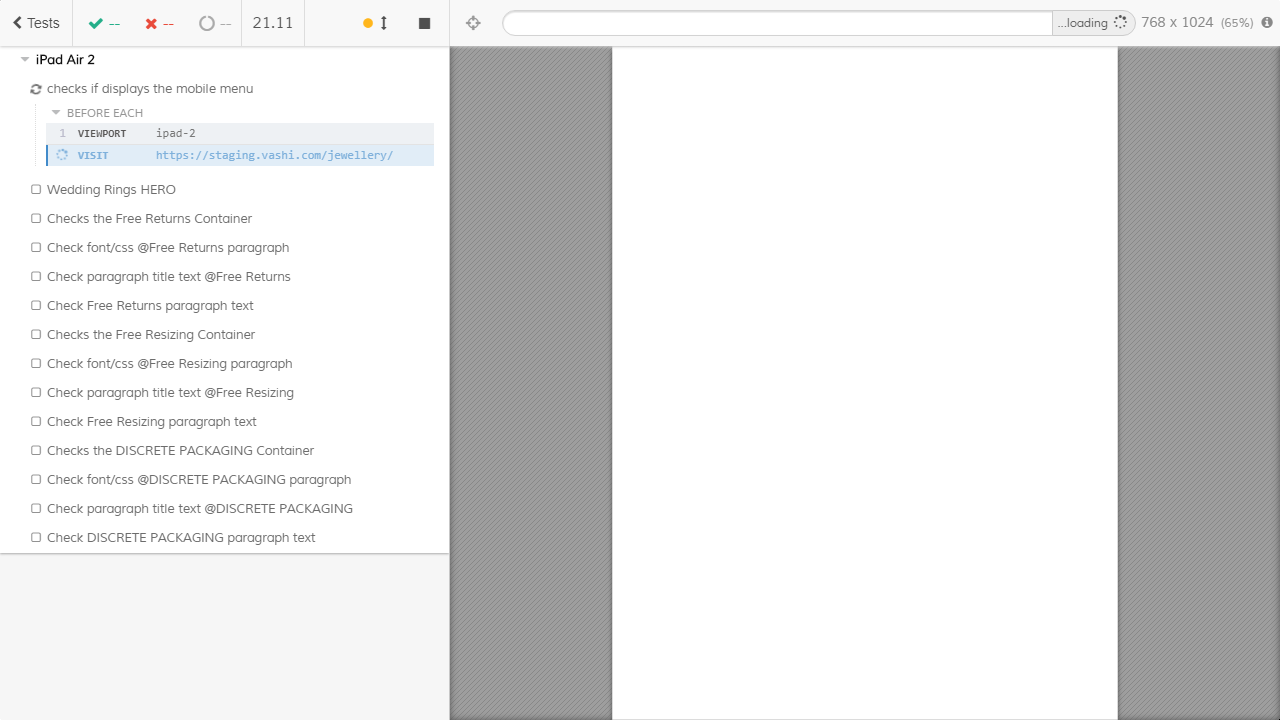 Tests
--
--
--
21.11
...loading
768 x 1024 (65%)
iPad Air 2
checks if displays the mobile menu
BEFORE EACH
1 VIEWPORT ipad-2
VISIT https://staging.vashi.com/jewellery/
Wedding Rings HERO
Checks the Free Returns Container
Check font/css @Free Returns paragraph
Check paragraph title text @Free Returns
Check Free Returns paragraph text
Checks the Free Resizing Container
Check font/css @Free Resizing paragraph
Check paragraph title text @Free Resizing
Check Free Resizing paragraph text
Checks the DISCRETE PACKAGING Container
Check font/css @DISCRETE PACKAGING paragraph
Check paragraph title text @DISCRETE PACKAGING
Check DISCRETE PACKAGING paragraph text